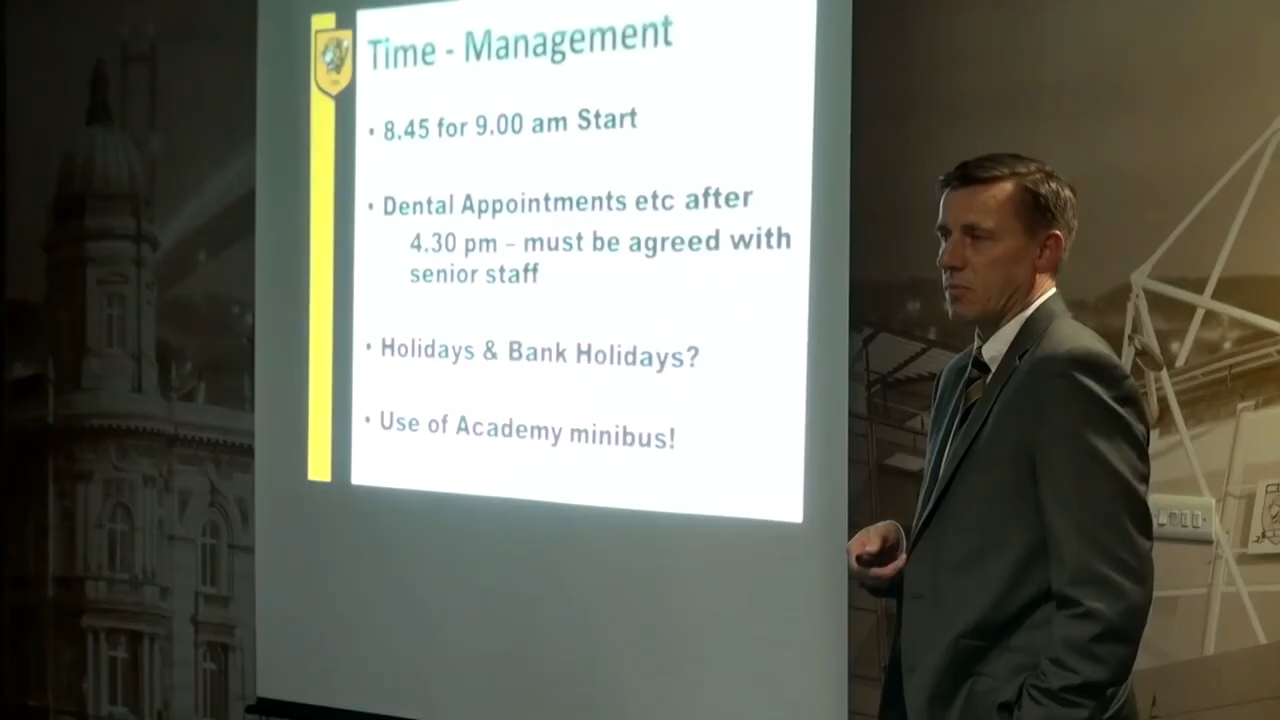 Time - Management
• 8.45 for 9.00 am Start
• Dental Appointments etc after
4.30 pm – must be agreed with
senior staff
• Holidays & Bank Holidays?
• Use of Academy minibus!